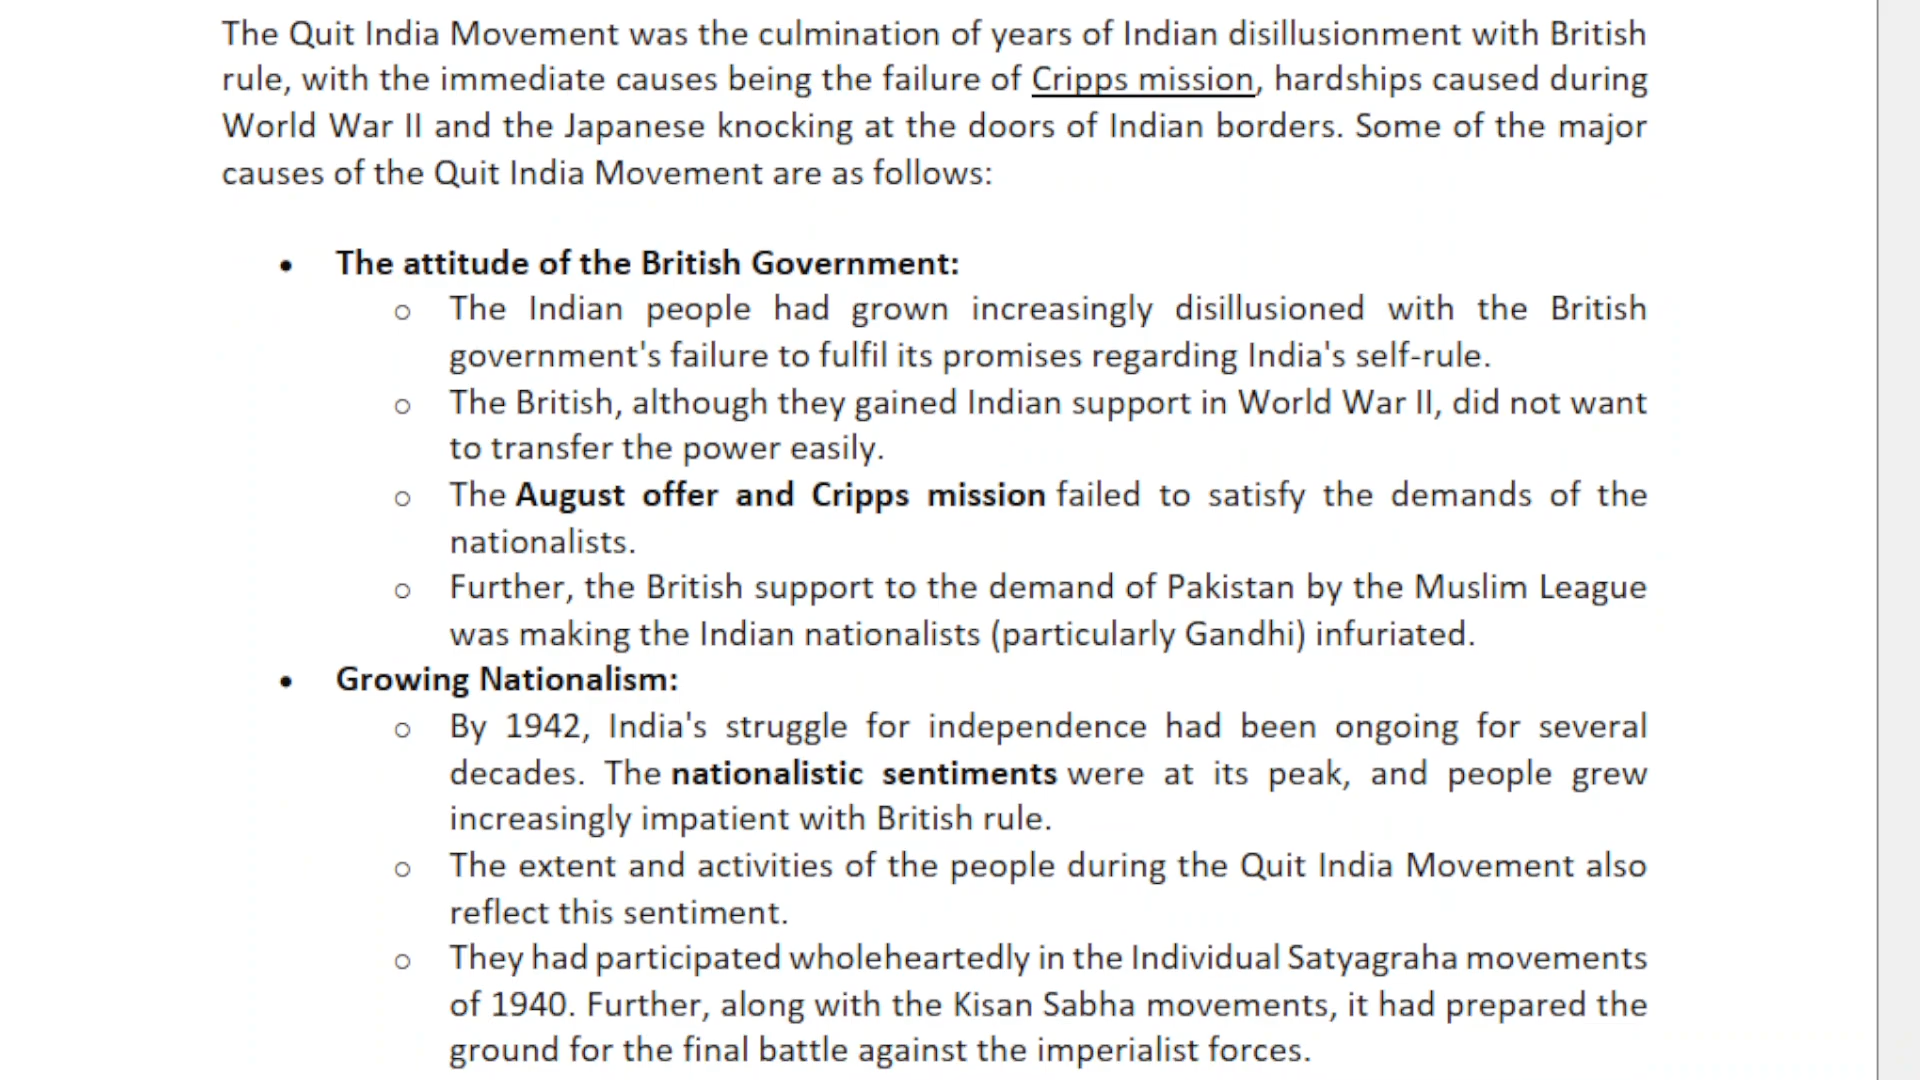 The Quit India Movement was the culmination of years of Indian disillusionment with British
rule, with the immediate causes being the failure of Cripps mission, hardships caused during
World War II and the Japanese knocking at the doors of Indian borders. Some of the major
causes of the Quit India Movement are as follows:
• The attitude of the British Government:
o The Indian people had grown increasingly disillusioned with the British
government's failure to fulfil its promises regarding India's self-rule.
o The British, although they gained Indian support in World War II, did not want
to transfer the power easily.
o The August offer and Cripps mission failed to satisfy the demands of the
nationalists.
o Further, the British support to the demand of Pakistan by the Muslim League
was making the Indian nationalists (particularly Gandhi) infuriated.
• Growing Nationalism:
o By 1942, India's struggle for independence had been ongoing for several
decades. The nationalistic sentiments were at its peak, and people grew
increasingly impatient with British rule.
o The extent and activities of the people during the Quit India Movement also
reflect this sentiment.
o They had participated wholeheartedly in the Individual Satyagraha movements
of 1940. Further, along with the Kisan Sabha movements, it had prepared the
ground for the final battle against the imperialist forces.